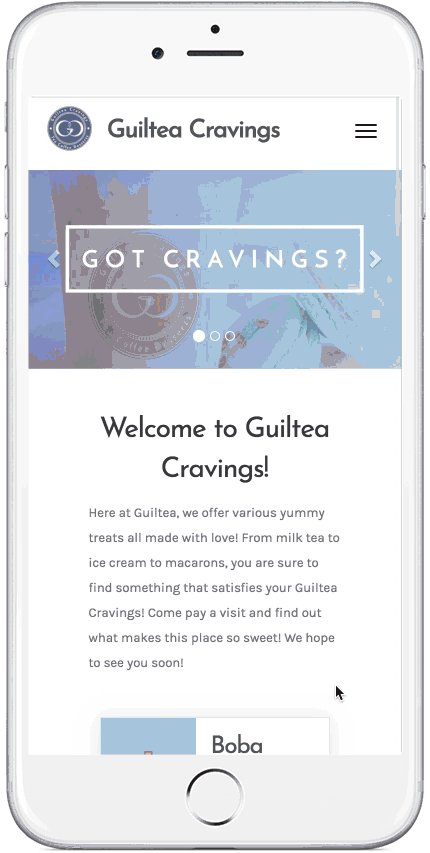 Guiltea Cravings
GOT CRAVINGS?
Coffee Desserts
Welcome to Guiltea
Cravings!
Here at Guiltea, we offer various yummy
treats all made with love! From milk tea to
ice cream to macarons, you are sure to
find something that satisfies your Guiltea
Cravings! Come pay a visit and find out
what makes this place so sweet! We hope
to see you soon!
Boba